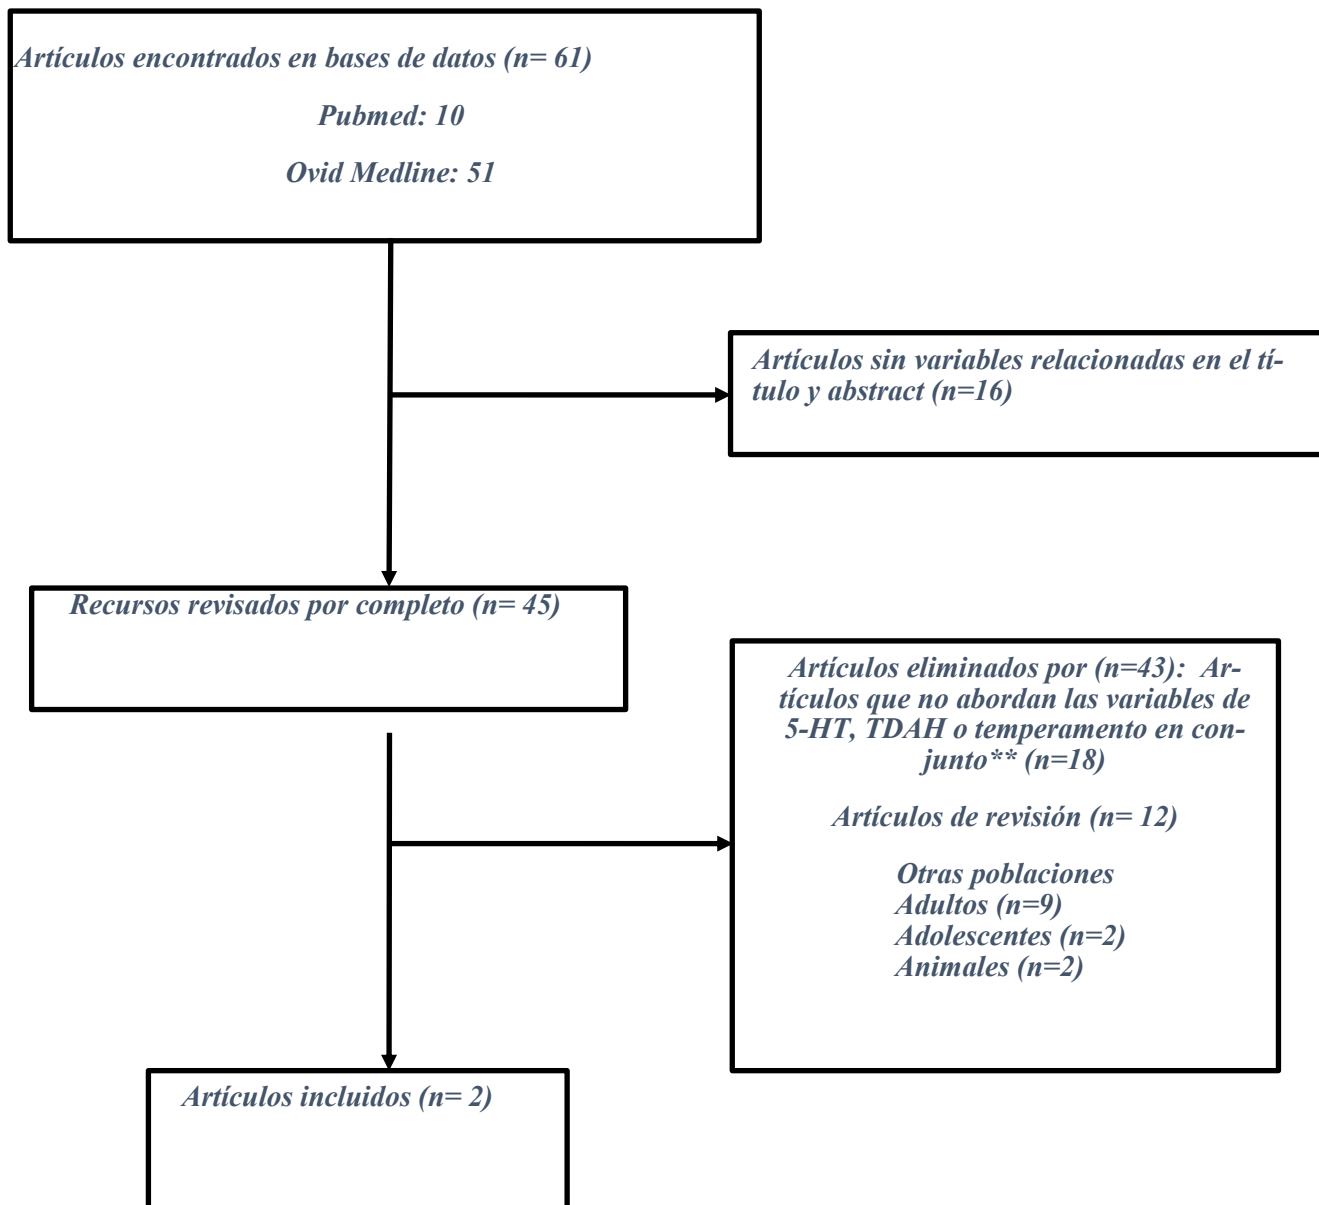 Artículos encontrados en bases de datos (n= 61)
Pubmed: 10
Ovid Medline: 51
Artículos sin variables relacionadas en el tí-
tulo y abstract (n=16)
Recursos revisados por completo (n= 45)
Artículos eliminados por (n=43): Ar-
tículos que no abordan las variables de
5-HT, TDAH o temperamento en con-
junto** (n=18)
Artículos de revisión (n= 12)
Otras poblaciones
Adultos (n=9)
Adolescentes (n=2)
Animales (n=2)
Artículos incluidos (n= 2)